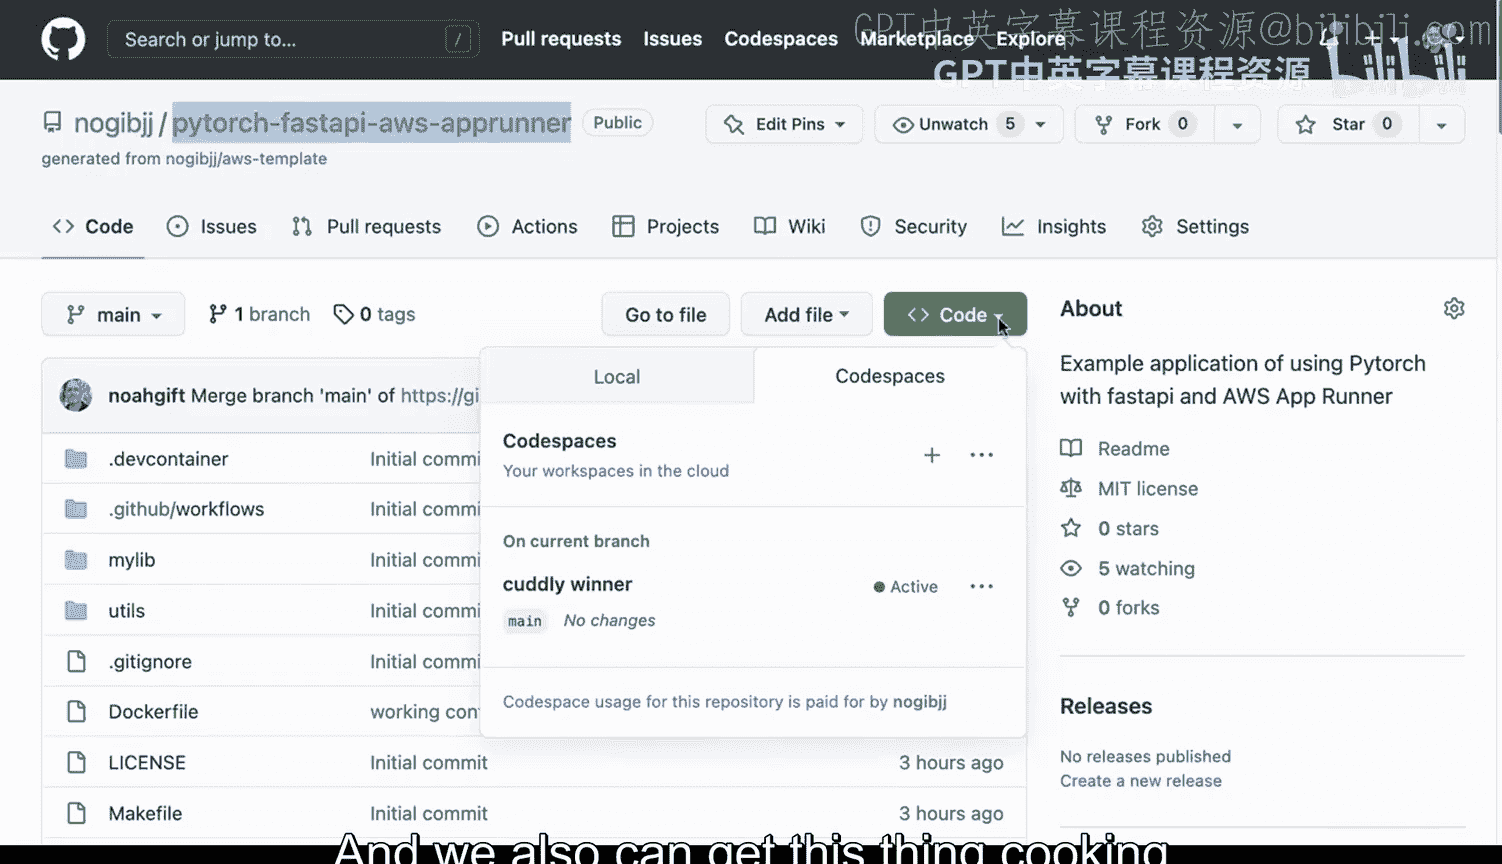 Search or jump to...
/
Pull requests
Issues
Codespaces
Marketplace
Explore
GPT中英字幕课程资源@bilibili.com
GPT中英字幕课程资源 bilibili
nogibjj / pytorch-fastapi-aws-apprunner
Public
Edit Pins
Unwatch 5
Fork 0
Star 0
generated from nogibjj/aws-template
Code
Issues
Pull requests
Actions
Projects
Wiki
Security
Insights
Settings
main
1 branch
0 tags
Go to file
Add file
Code
Local
Codespaces
Codespaces
Your workspaces in the cloud
On current branch
cuddly winner
Active
main
No changes
Codespace usage for this repository is paid for by nogibjj
noahgift Merge branch 'main' of https://gi
.devcontainer
Initial commi
.github/workflows
Initial commi
mylib
Initial commi
utils
Initial commi
.gitignore
Initial commi
Dockerfile
working con
LICENSE
Initial commit
3 hours ago
Makefile
Initial commit
3 hours ago
About
Example application of using Pytorch
with fastapi and AWS App Runner
Readme
MIT license
0 stars
5 watching
0 forks
Releases
No releases published
Create a new release
And we also can get this thing cooking